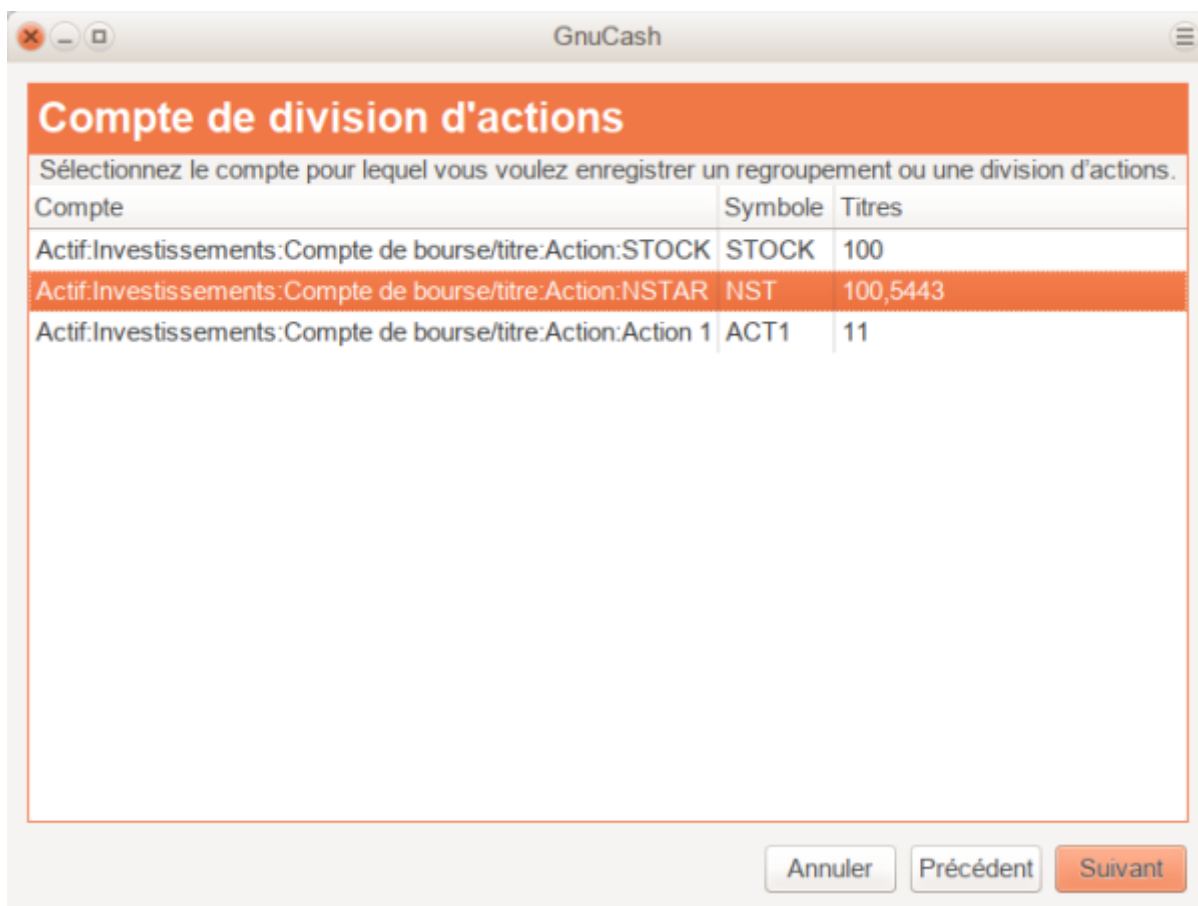 GnuCash
Compte de division d'actions
Sélectionnez le compte pour lequel vous voulez enregistrer un regroupement ou une division d’actions.
Compte Symbole Titres
Actif:Investissements:Compte de bourse/titre:Action:STOCK STOCK 100
Actif:Investissements:Compte de bourse/titre:Action:NSTAR NST 100,5443
Actif:Investissements:Compte de bourse/titre:Action:Action 1 ACT1 11
Annuler Précédent Suivant